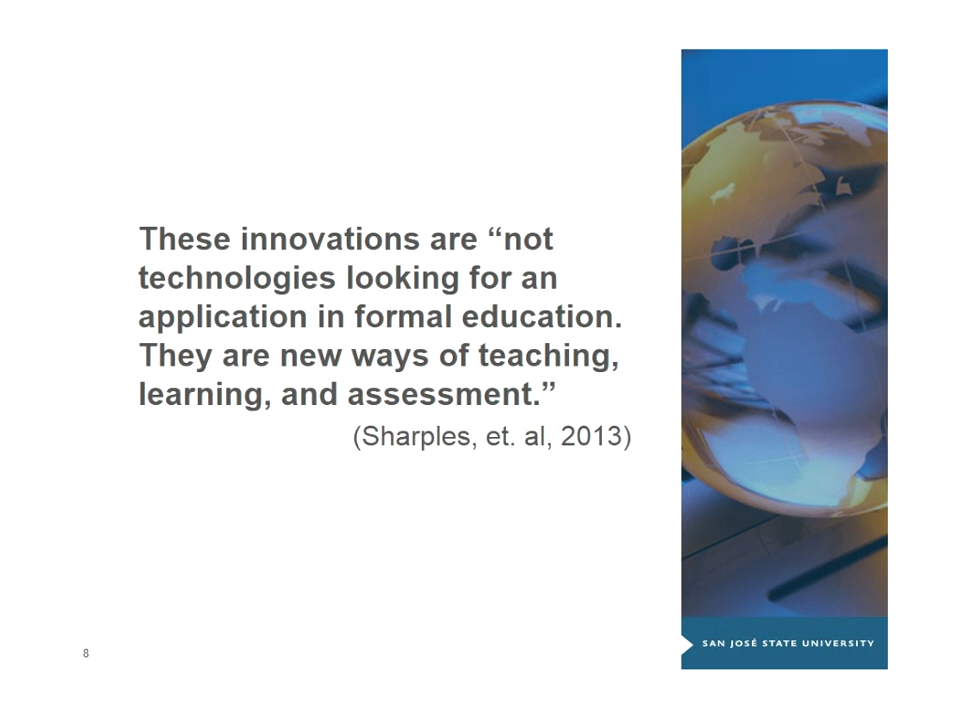 These innovations are “not
technologies looking for an
application in formal education.
They are new ways of teaching,
learning, and assessment.”
(Sharples, et. al, 2013)
8
SAN JOSÉ STATE UNIVERSITY